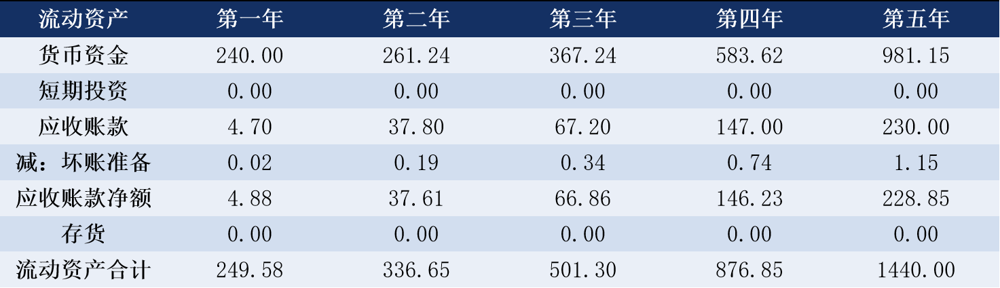 流动资产 第一年 第二年 第三年 第四年 第五年
货币资金 240.00 261.24 367.24 583.62 981.15
短期投资 0.00 0.00 0.00 0.00 0.00
应收账款 4.70 37.80 67.20 147.00 230.00
减：坏账准备 0.02 0.19 0.34 0.74 1.15
应收账款净额 4.88 37.61 66.86 146.23 228.85
存货 0.00 0.00 0.00 0.00 0.00
流动资产合计 249.58 336.65 501.30 876.85 1440.00